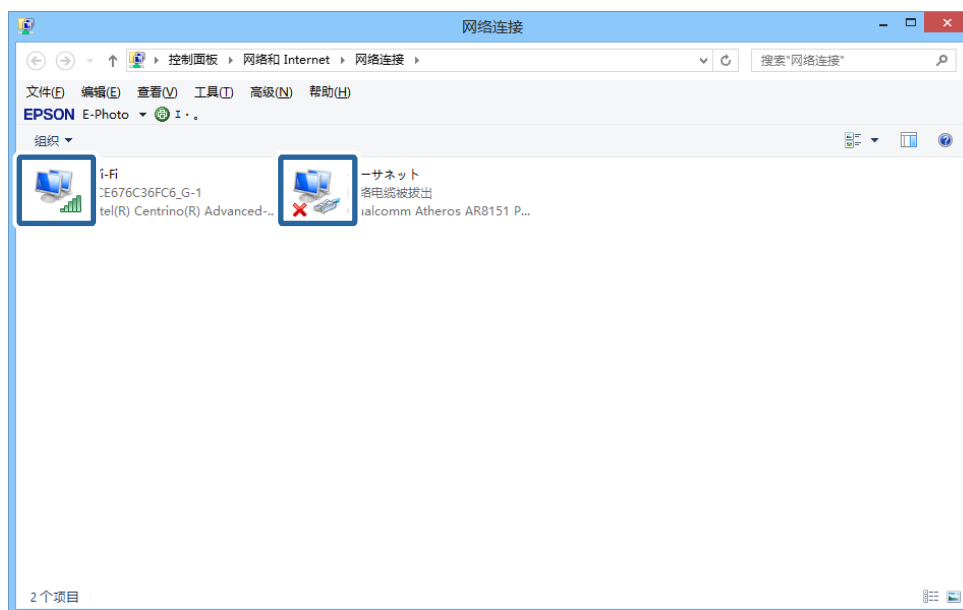 网络连接
控制面板 网络和 Internet 网络连接
搜索"网络连接"
文件(F) 编辑(E) 查看(V) 工具(T) 高级(N) 帮助(H)
EPSON E-Photo
组织
i-Fi
CE676C36FC6_G-1
tel(R) Centrino(R) Advanced-...
ーサネット
络电缆被拔出
ualcomm Atheros AR8151 P...
2 个项目